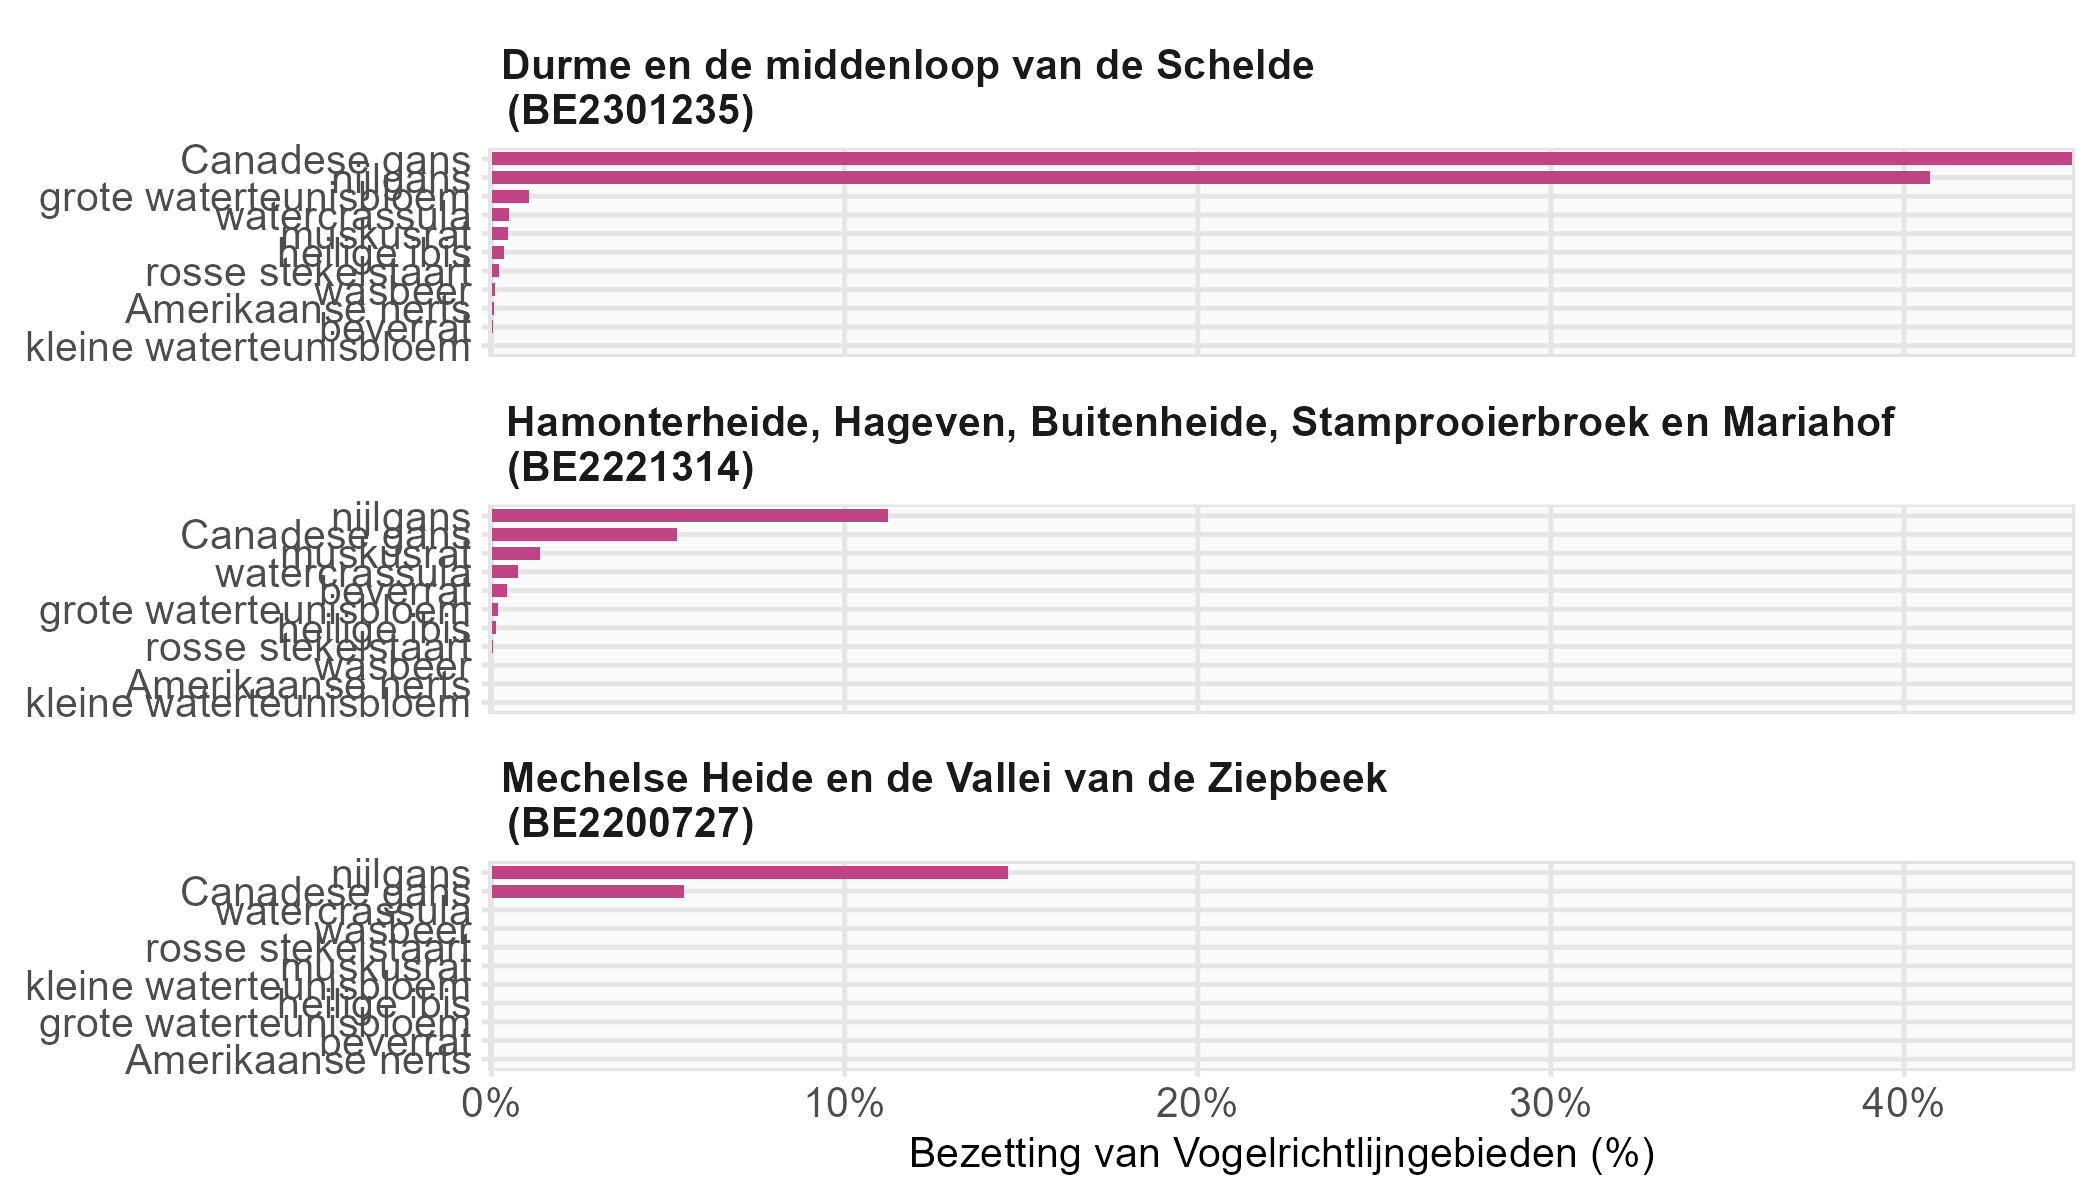 Durme en de middenloop van de Schelde
(BE2301235)
Canadese gans
nijlgans
grote waterteunisbloem
watercrassula
muskusrat
heilige ibis
rosse stekelstaart
wasbeer
Amerikaanse nerts
beverrat
kleine waterteunisbloem
Hamonterheide, Hageven, Buitenheide, Stamprooierbroek en Mariahof
(BE2221314)
nijlgans
Canadese gans
muskusrat
watercrassula
beverrat
grote waterteunisbloem
heilige ibis
rosse stekelstaart
wasbeer
Amerikaanse nerts
kleine waterteunisbloem
Mechelse Heide en de Vallei van de Ziepbeek
(BE2200727)
nijlgans
Canadese gans
watercrassula
wasbeer
rosse stekelstaart
muskusrat
kleine waterteunisbloem
heilige ibis
grote waterteunisbloem
beverrat
Amerikaanse nerts
0% 10% 20% 30% 40%
Bezetting van Vogelrichtlijngebieden (%)